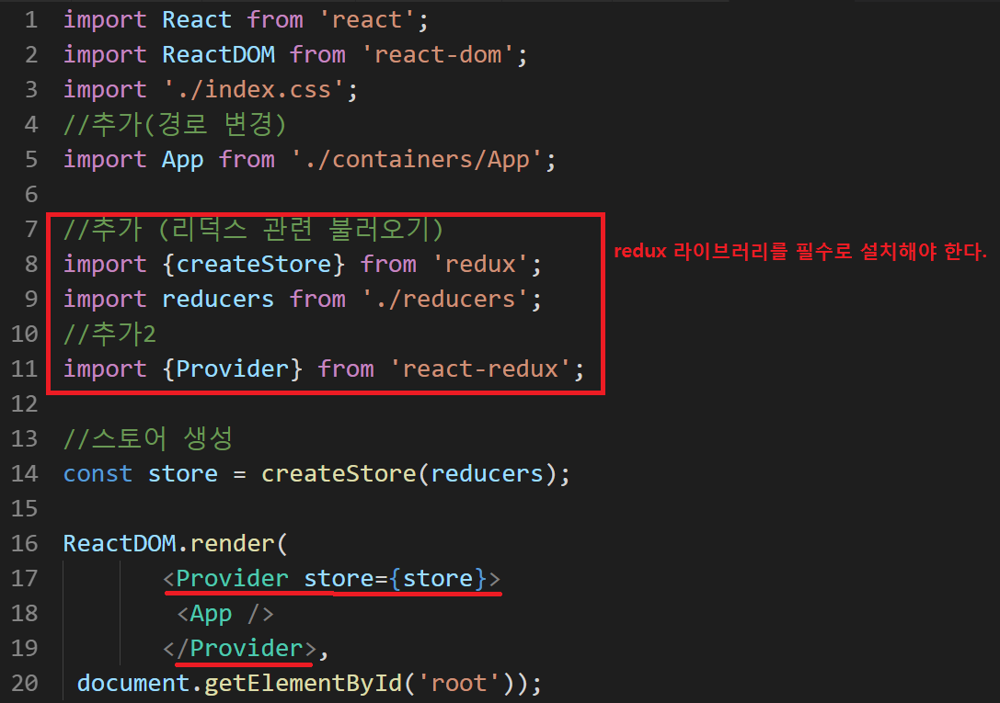 1 import React from 'react';
2 import ReactDOM from 'react-dom';
3 import './index.css';
4 //추가(경로 변경)
5 import App from './containers/App';
6
7 //추가 (리덕스 관련 불러오기)
redux 라이브러리를 필수로 설치해야 한다.
8 import {createStore} from 'redux';
9 import reducers from './reducers';
10 //추가2
11 import {Provider} from 'react-redux';
12
13 //스토어 생성
14 const store = createStore(reducers);
15
16 ReactDOM.render(
17 <Provider store={store}>
18 <App />
19 </Provider>,
20 document.getElementById('root'));